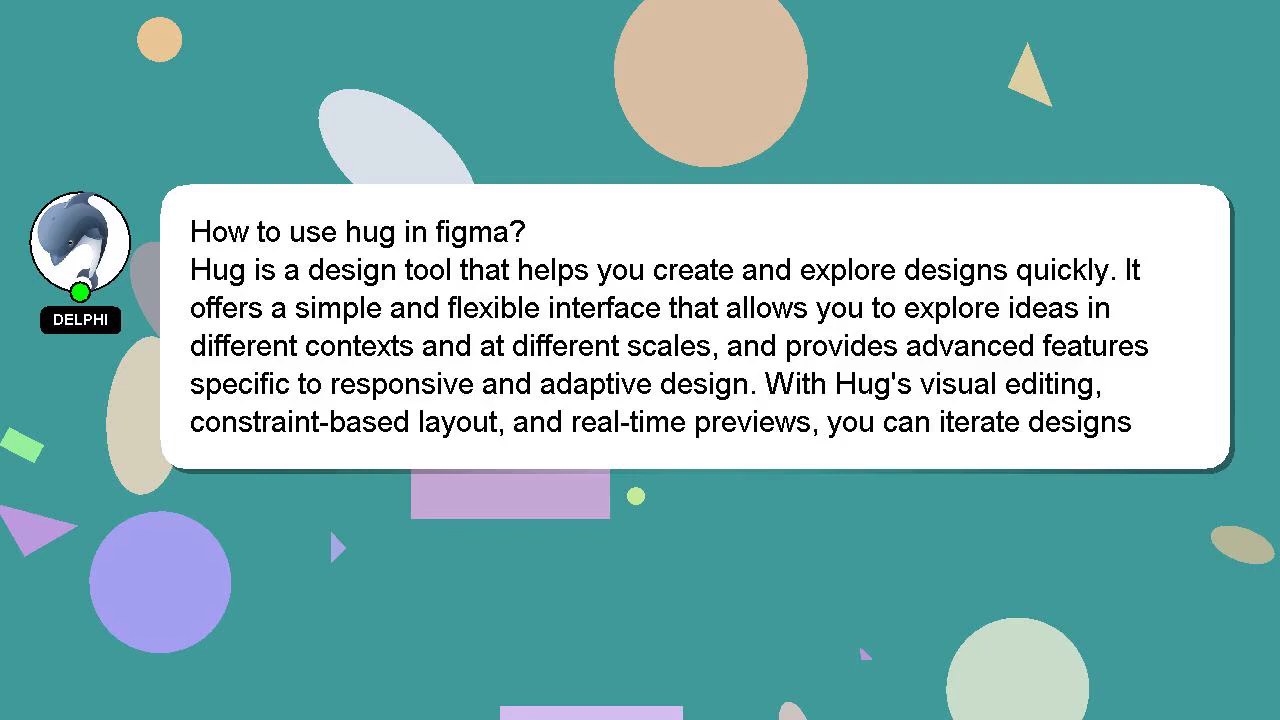 How to use hug in figma?
Hug is a design tool that helps you create and explore designs quickly. It
offers a simple and flexible interface that allows you to explore ideas in
different contexts and at different scales, and provides advanced features
specific to responsive and adaptive design. With Hug's visual editing,
constraint-based layout, and real-time previews, you can iterate designs
DELPHI